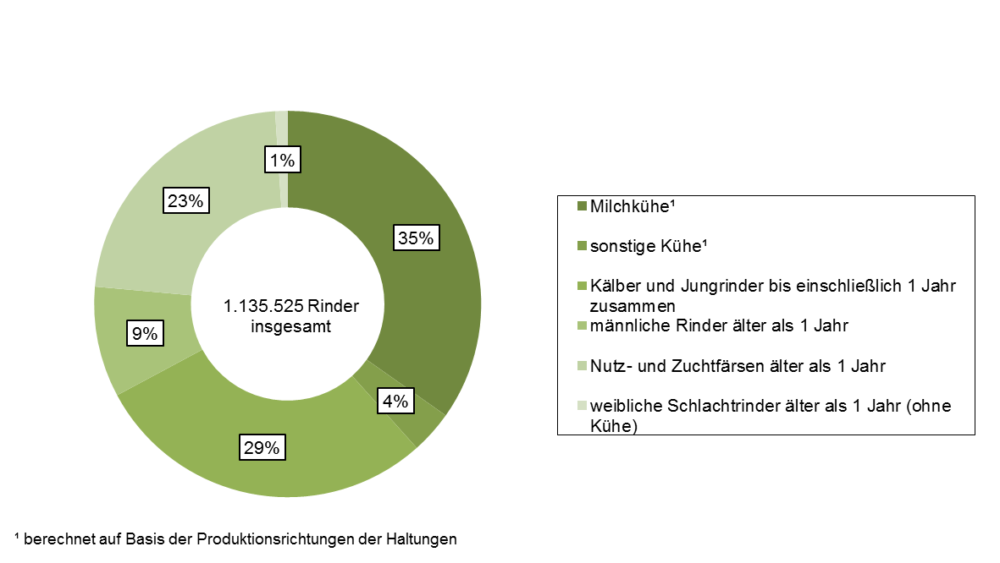 1%
23%
35%
9%
4%
29%
1.135.525 Rinder
insgesamt
Milchkühe¹
sonstige Kühe¹
Kälber und Jungrinder bis einschließlich 1 Jahr
zusammen
männliche Rinder älter als 1 Jahr
Nutz- und Zuchtfärsen älter als 1 Jahr
weibliche Schlachtrinder älter als 1 Jahr (ohne
Kühe)
¹ berechnet auf Basis der Produktionsrichtungen der Haltungen